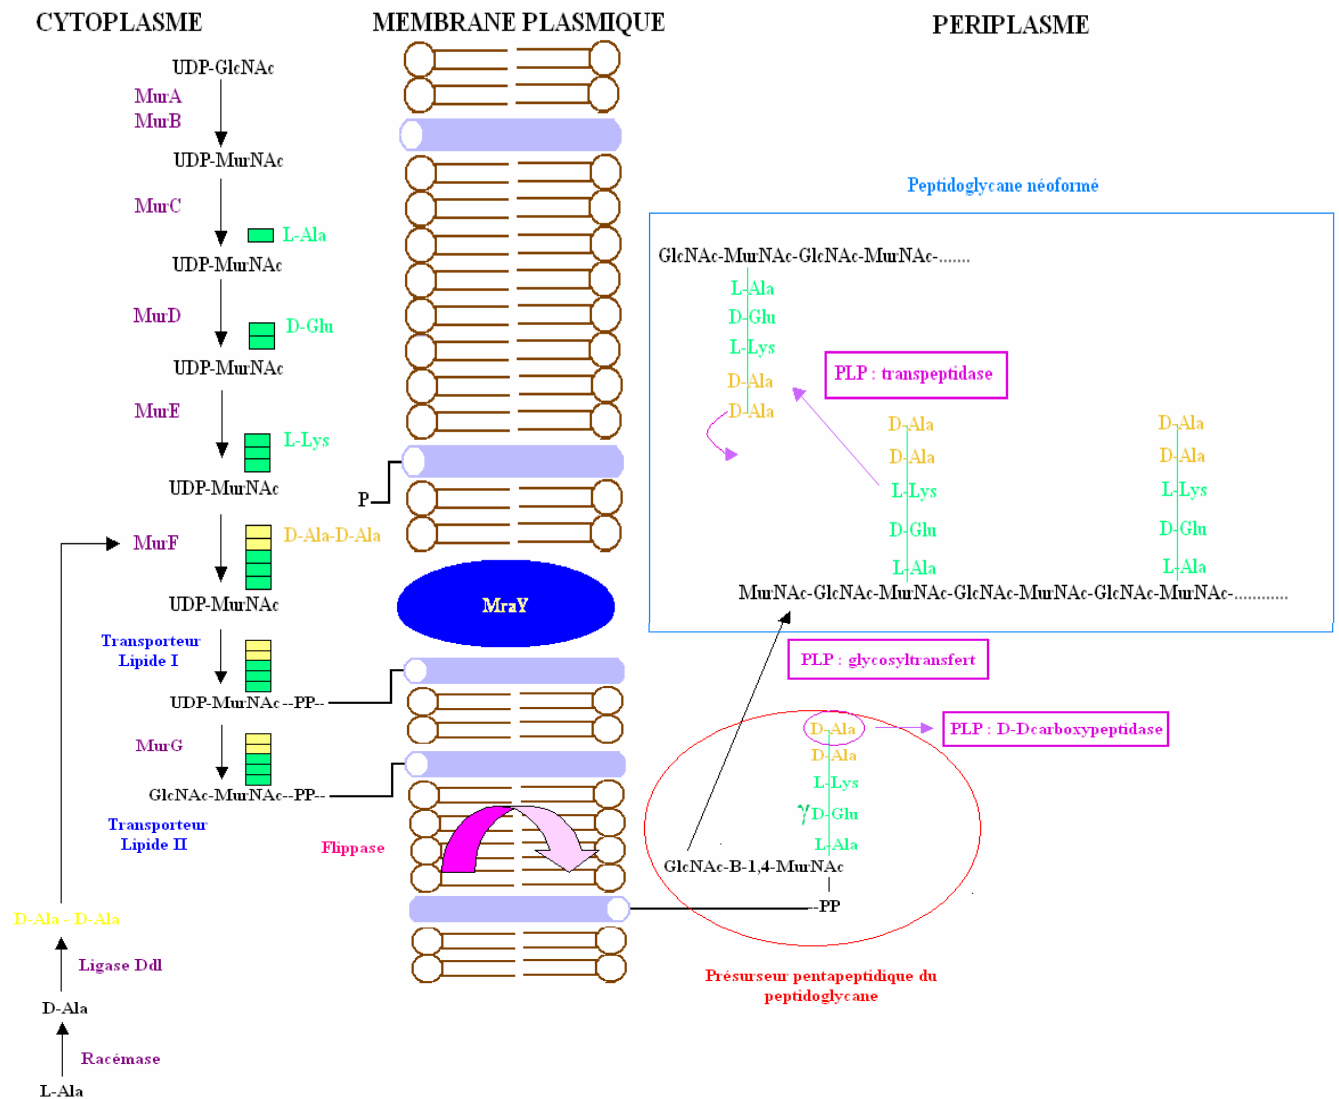 CYTOPLASME
MEMBRANE PLASMIQUE
PERIPLASME
UDP-GlcNAc
MurA
MurB
UDP-MurNAc
MurC
L-Ala
UDP-MurNAc
MurD
D-Glu
UDP-MurNAc
MurE
L-Lys
UDP-MurNAc
P
MurF
D-Ala-D-Ala
UDP-MurNAc
MraY
Transporteur
Lipide I
UDP-MurNAc--PP--
MurG
GlcNAc-MurNAc--PP--
Transporteur
Lipide II
Flippase
D-Ala - D-Ala
Ligase Ddl
D-Ala
Racémase
L-Ala
Peptidoglycane néoformé
GlcNAc-MurNAc-GlcNAc-MurNAc-.......
L-Ala
D-Glu
L-Lys
D-Ala
D-Ala
PLP : transpeptidase
D-Ala
D-Ala
L-Lys
D-Glu
L-Ala
D-Ala
D-Ala
L-Lys
D-Glu
L-Ala
MurNAc-GlcNAc-MurNAc-GlcNAc-MurNAc-GlcNAc-MurNAc-............
PLP : glycosyltransfert
D-Ala
PLP : D-Dcarboxypeptidase
D-Ala
L-Lys
γD-Glu
L-Ala
GlcNAc-B-1,4-MurNAc
--PP
Présurseur pentapeptidique du
peptidoglycane